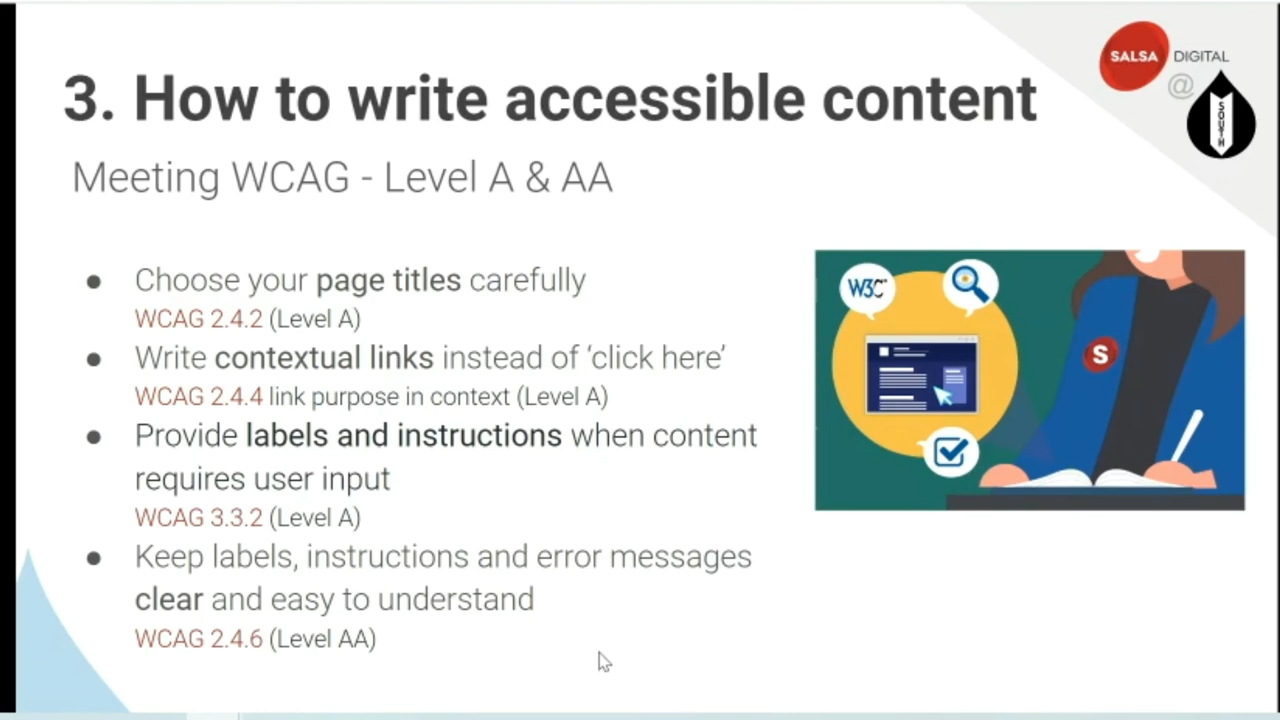 SALSA DIGITAL
@
SOUTH
3. How to write accessible content
Meeting WCAG - Level A & AA
● Choose your page titles carefully
WCAG 2.4.2 (Level A)
● Write contextual links instead of ‘click here’
WCAG 2.4.4 link purpose in context (Level A)
● Provide labels and instructions when content
requires user input
WCAG 3.3.2 (Level A)
● Keep labels, instructions and error messages
clear and easy to understand
WCAG 2.4.6 (Level AA)
W3C
S